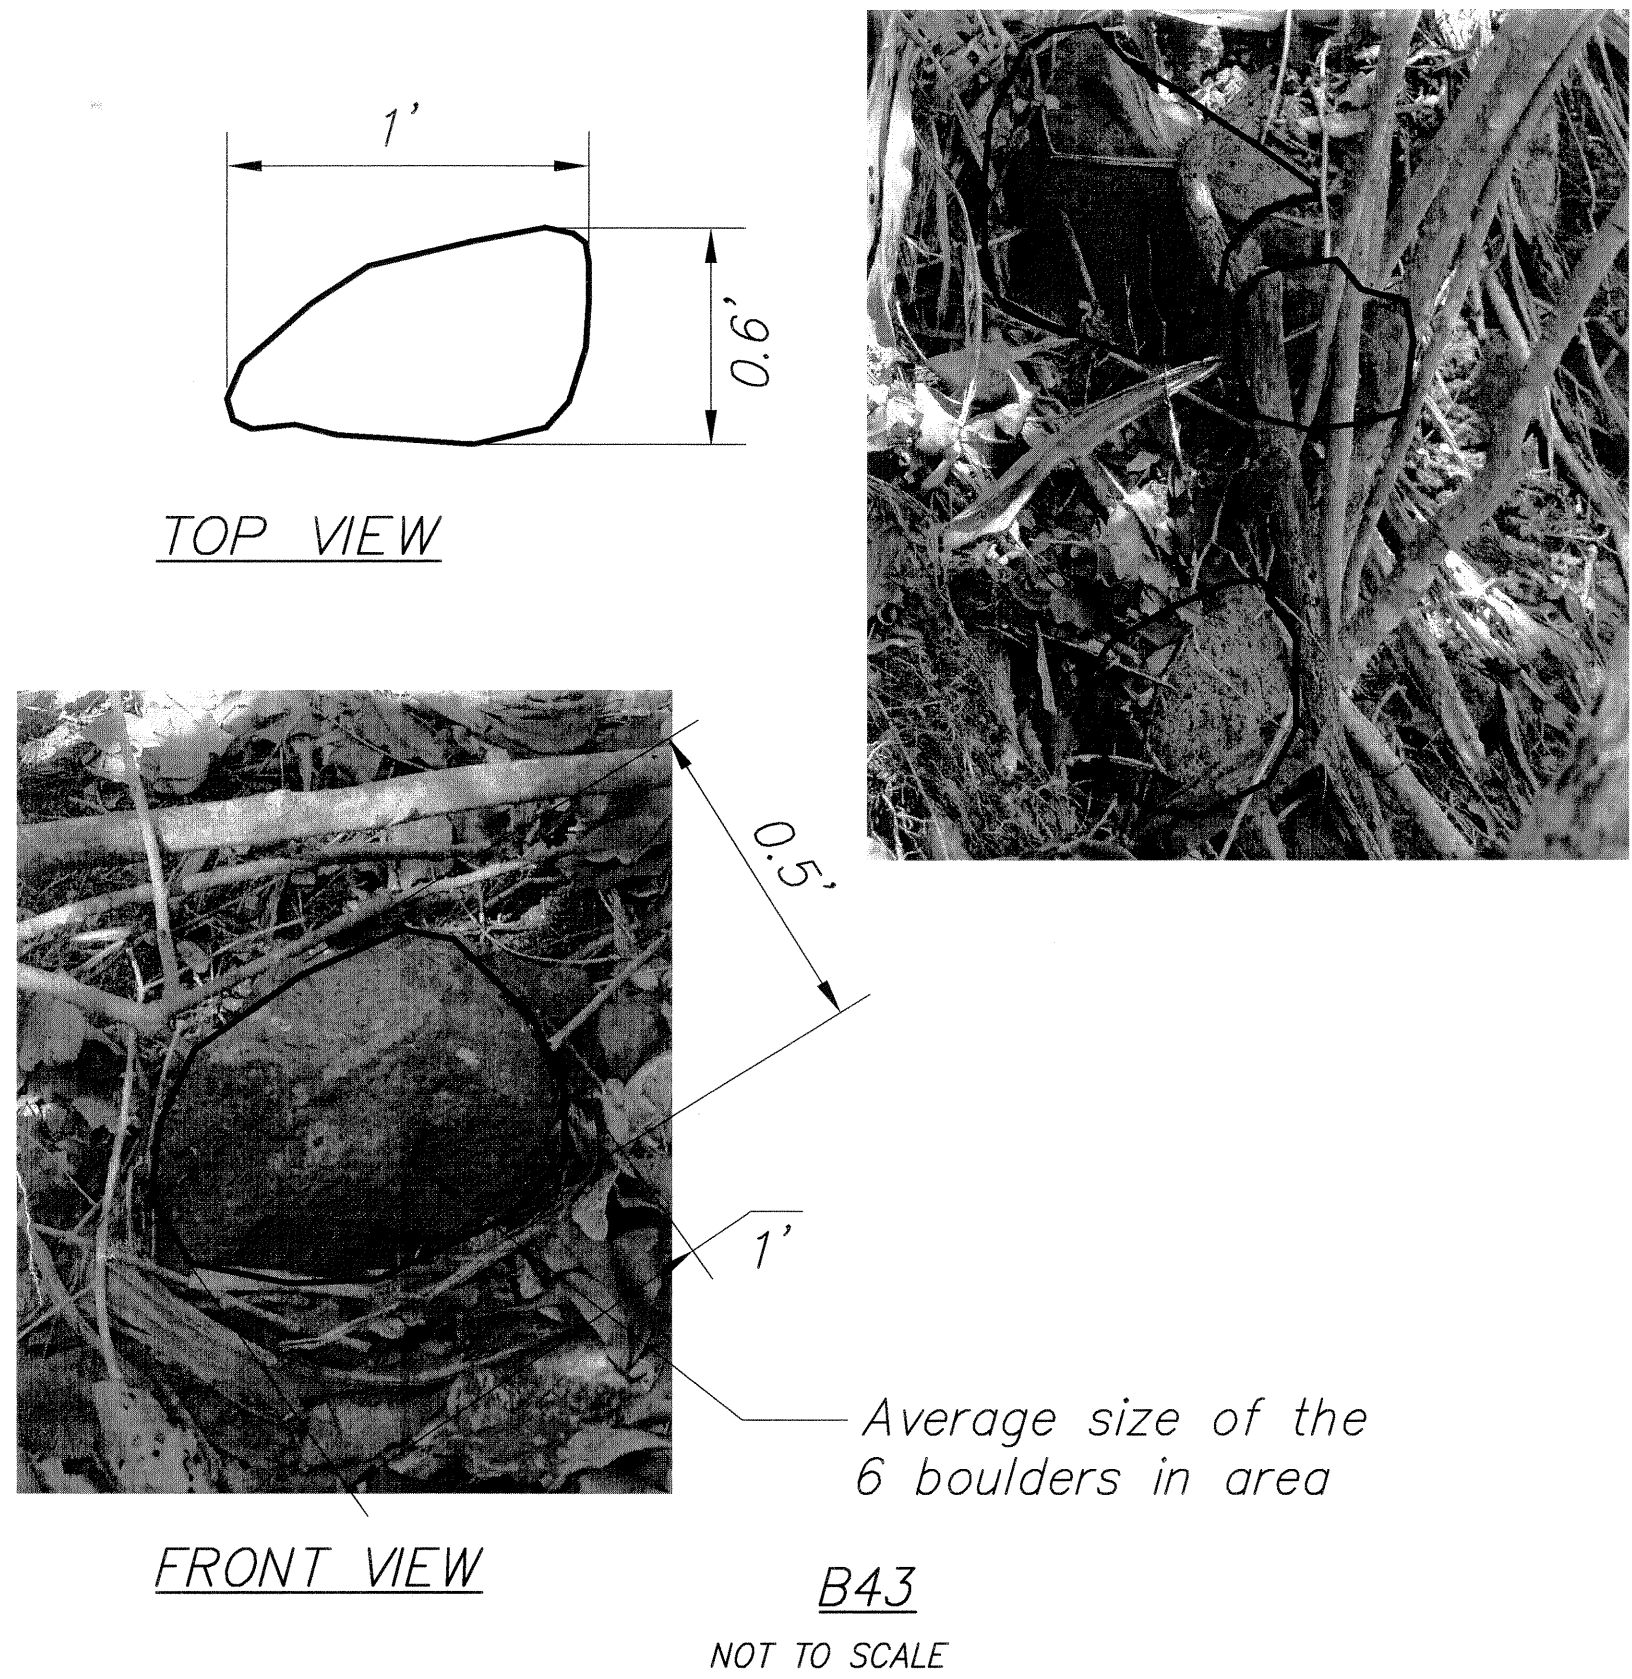 1'
0.6'
TOP VIEW
0.5'
1'
Average size of the
6 boulders in area
FRONT VIEW
B43
NOT TO SCALE